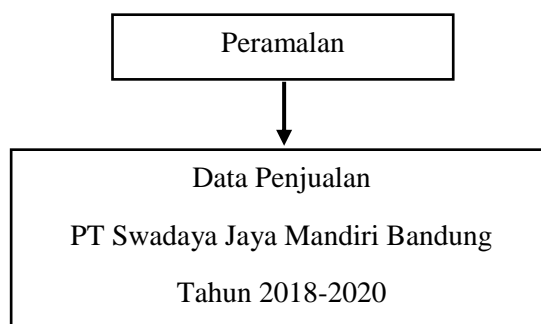 Peramalan
Data Penjualan
PT Swadaya Jaya Mandiri Bandung
Tahun 2018-2020